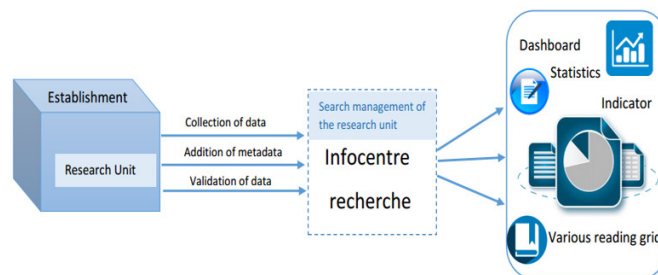 Establishment
Research Unit
Collection of data
Addition of metadata
Validation of data
Search management of
the research unit
Infocentre
recherche
Dashboard
Statistics
Indicator
Various reading grid